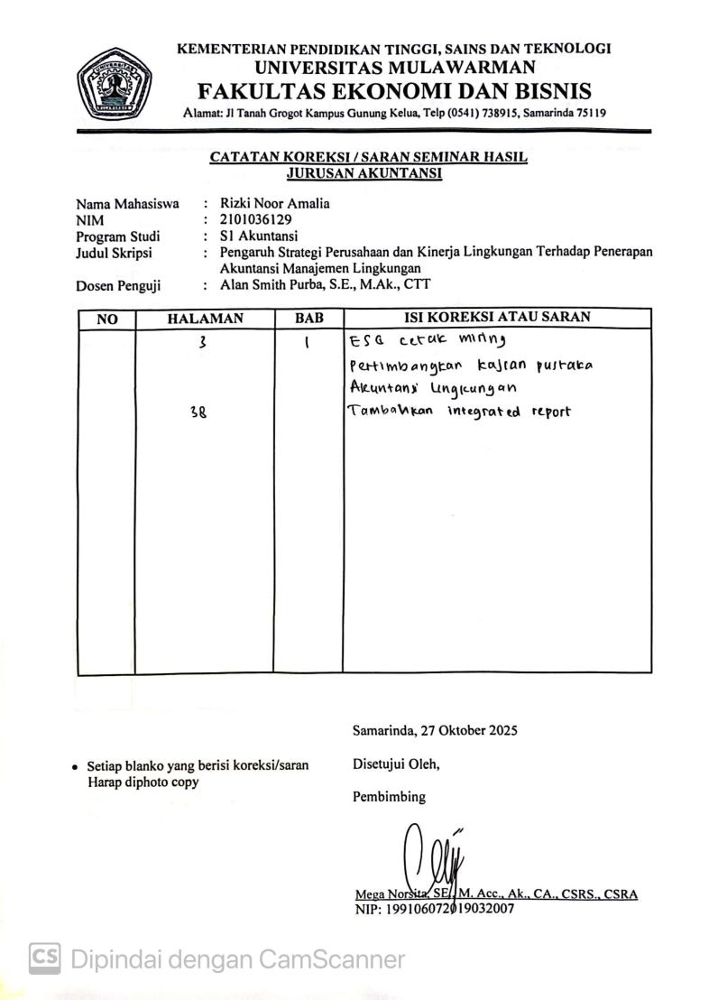 KEMENTERIAN PENDIDIKAN TINGGI, SAINS DAN TEKNOLOGI
UNIVERSITAS MULAWARMAN
FAKULTAS EKONOMI DAN BISNIS
Alamat: Jl Tanah Grogot Kampus Gunung Kelua, Telp (0541) 738915, Samarinda 75119
CATATAN KOREKSI / SARAN SEMINAR HASIL
JURUSAN AKUNTANSI
Nama Mahasiswa : Rizki Noor Amalia
NIM : 2101036129
Program Studi : S1 Akuntansi
Judul Skripsi : Pengaruh Strategi Perusahaan dan Kinerja Lingkungan Terhadap Penerapan
Akuntansi Manajemen Lingkungan
Dosen Penguji : Alan Smith Purba, S.E., M.Ak., CTT
NO HALAMAN BAB ISI KOREKSI ATAU SARAN
3 1 ESG cetak miring
Pertimbangkan kajian pustaka
Akuntansi Lingkungan
38 Tambahkan integrated report
Samarinda, 27 Oktober 2025
• Setiap blanko yang berisi koreksi/saran Disetujui Oleh,
Harap diphoto copy
Pembimbing
Mega Norsita, SE., M. Acc., Ak., CA., CSRS., CSRA
NIP: 199106072019032007
CS Dipindai dengan CamScanner